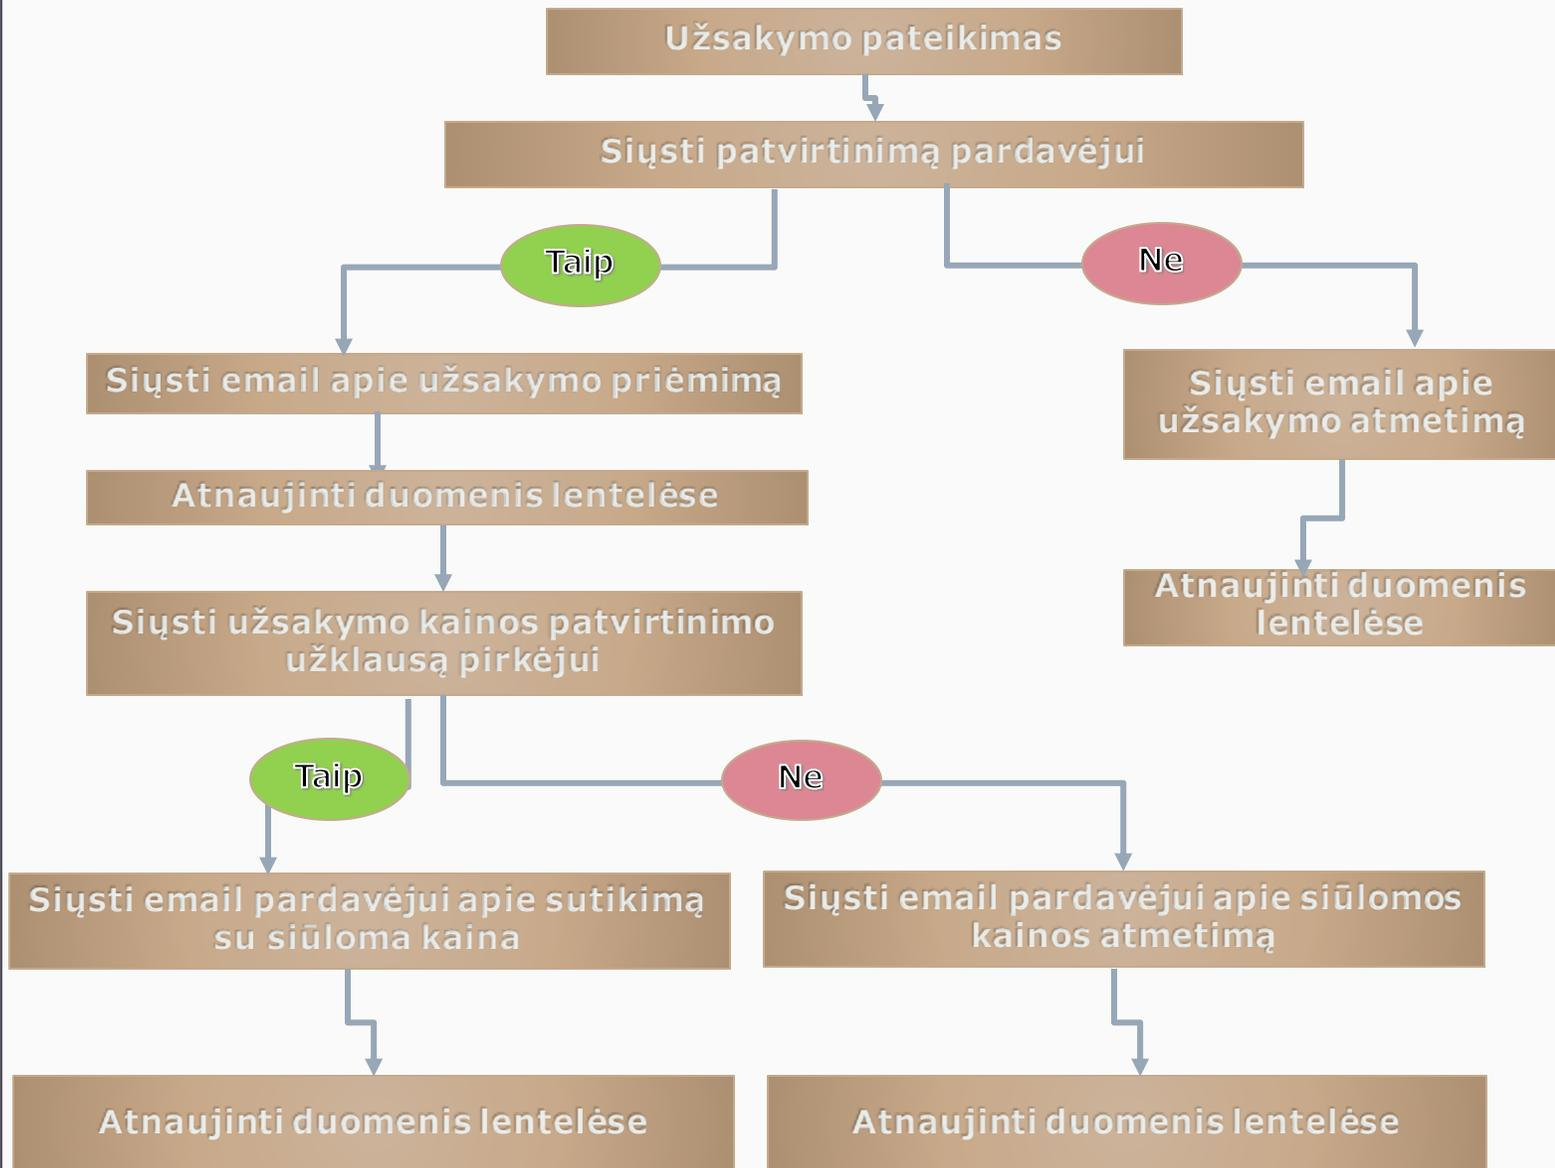 Užsakymo pateikimas
Siųsti patvirtinimą pardavėjui
Taip
Ne
Siųsti email apie užsakymo priėmimą
Siųsti email apie
užsakymo atmetimą
Atnaujinti duomenis lentelėse
Atnaujinti duomenis
lentelėse
Siųsti užsakymo kainos patvirtinimo
užklausą pirkėjui
Taip
Ne
Siųsti email pardavėjui apie sutikimą
su siūloma kaina
Siųsti email pardavėjui apie siūlomos
kainos atmetimą
Atnaujinti duomenis lentelėse
Atnaujinti duomenis lentelėse